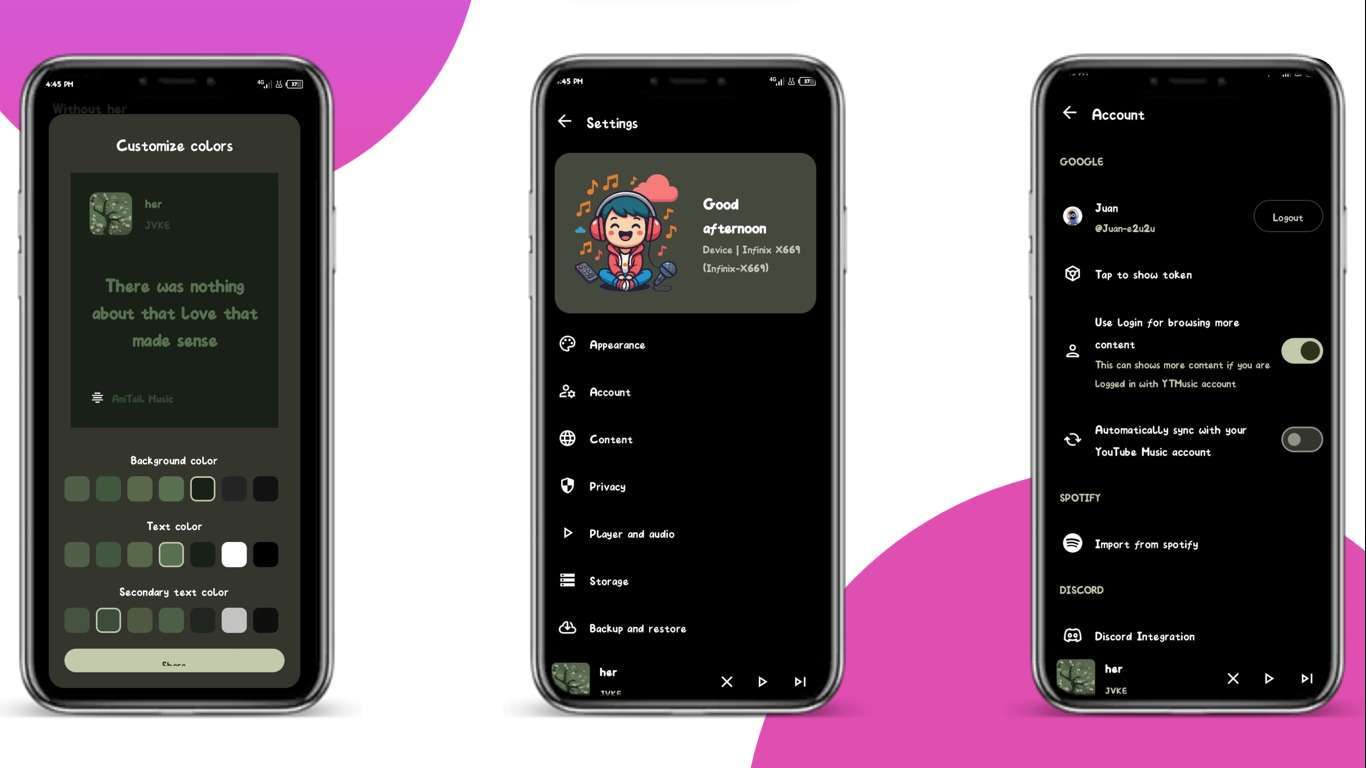 4:45 PM
4G
37
Without her
Customize colors
her
JVKE
There was nothing
about that love that
made sense
AniTail Music
Background color
Text color
Secondary text color
Share
:45 PM
4G
37
Settings
Good
afternoon
Device | Infinix X669
(Infinix-X669)
Appearance
Account
Content
Privacy
Player and audio
Storage
Backup and restore
her
JVKE
Account
GOOGLE
Juan
@Juan-e2u2u
Logout
Tap to show token
Use Login for browsing more
content
This can shows more content if you are
Logged in with YTMusic account
Automatically sync with your
YouTube Music account
SPOTIFY
Import from spotify
DISCORD
Discord Integration
her
JVKE